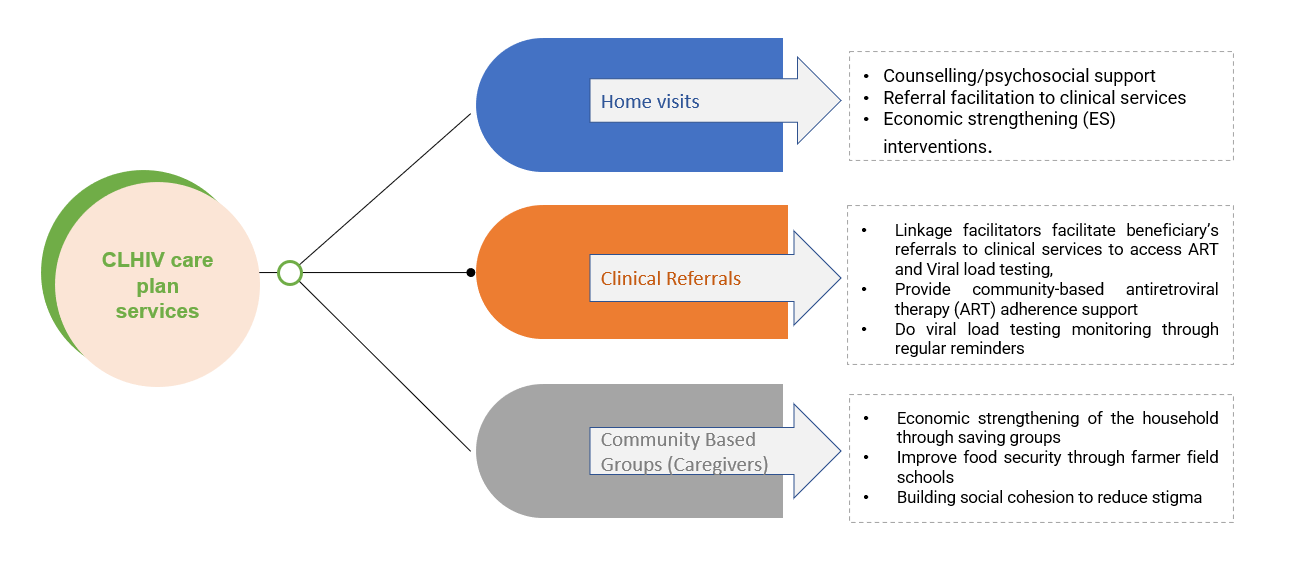 CLHIV care
plan
services
Home visits
• Counselling/psychosocial support
• Referral facilitation to clinical services
• Economic strengthening (ES)
interventions.
Clinical Referrals
• Linkage facilitators facilitate beneficiary’s
referrals to clinical services to access ART
and Viral load testing,
• Provide community-based antiretroviral
therapy (ART) adherence support
• Do viral load testing monitoring through
regular reminders
Community Based
Groups (Caregivers)
• Economic strengthening of the household
through saving groups
• Improve food security through farmer field
schools
• Building social cohesion to reduce stigma